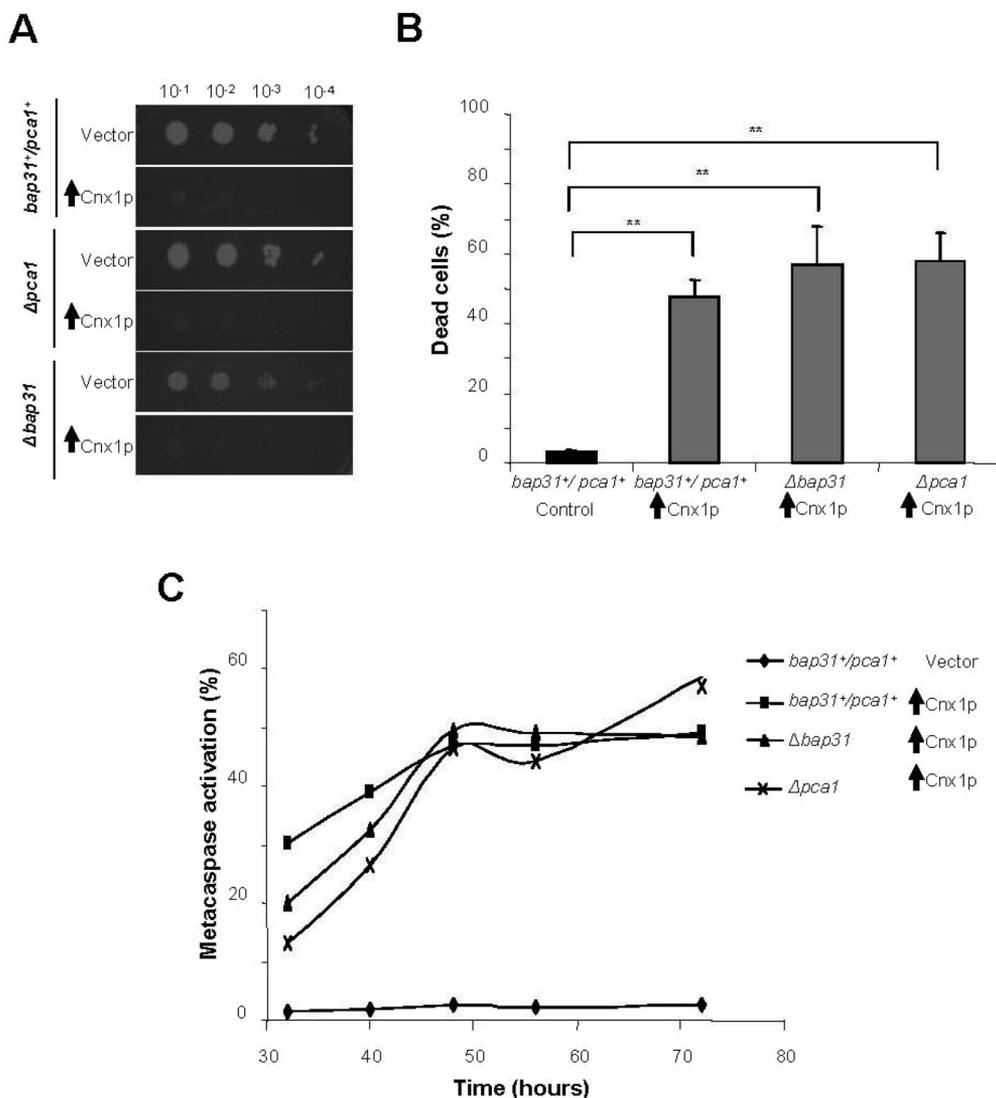 A
10-1 10-2 10-3 10-4
bap31+/pca1+
Vector
Cnx1p
Δpca1
Vector
Cnx1p
Δbap31
Vector
Cnx1p
B
Dead cells (%)
100
80
60
40
20
0
**
**
**
bap31+/ pca1+ bap31+/ pca1+ Δbap31 Δpca1
Control Cnx1p Cnx1p Cnx1p
C
Metacaspase activation (%)
60
40
20
0
30 40 50 60 70 80
Time (hours)
bap31+/pca1+ Vector
bap31+/pca1+ Cnx1p
Δbap31 Cnx1p
Δpca1 Cnx1p